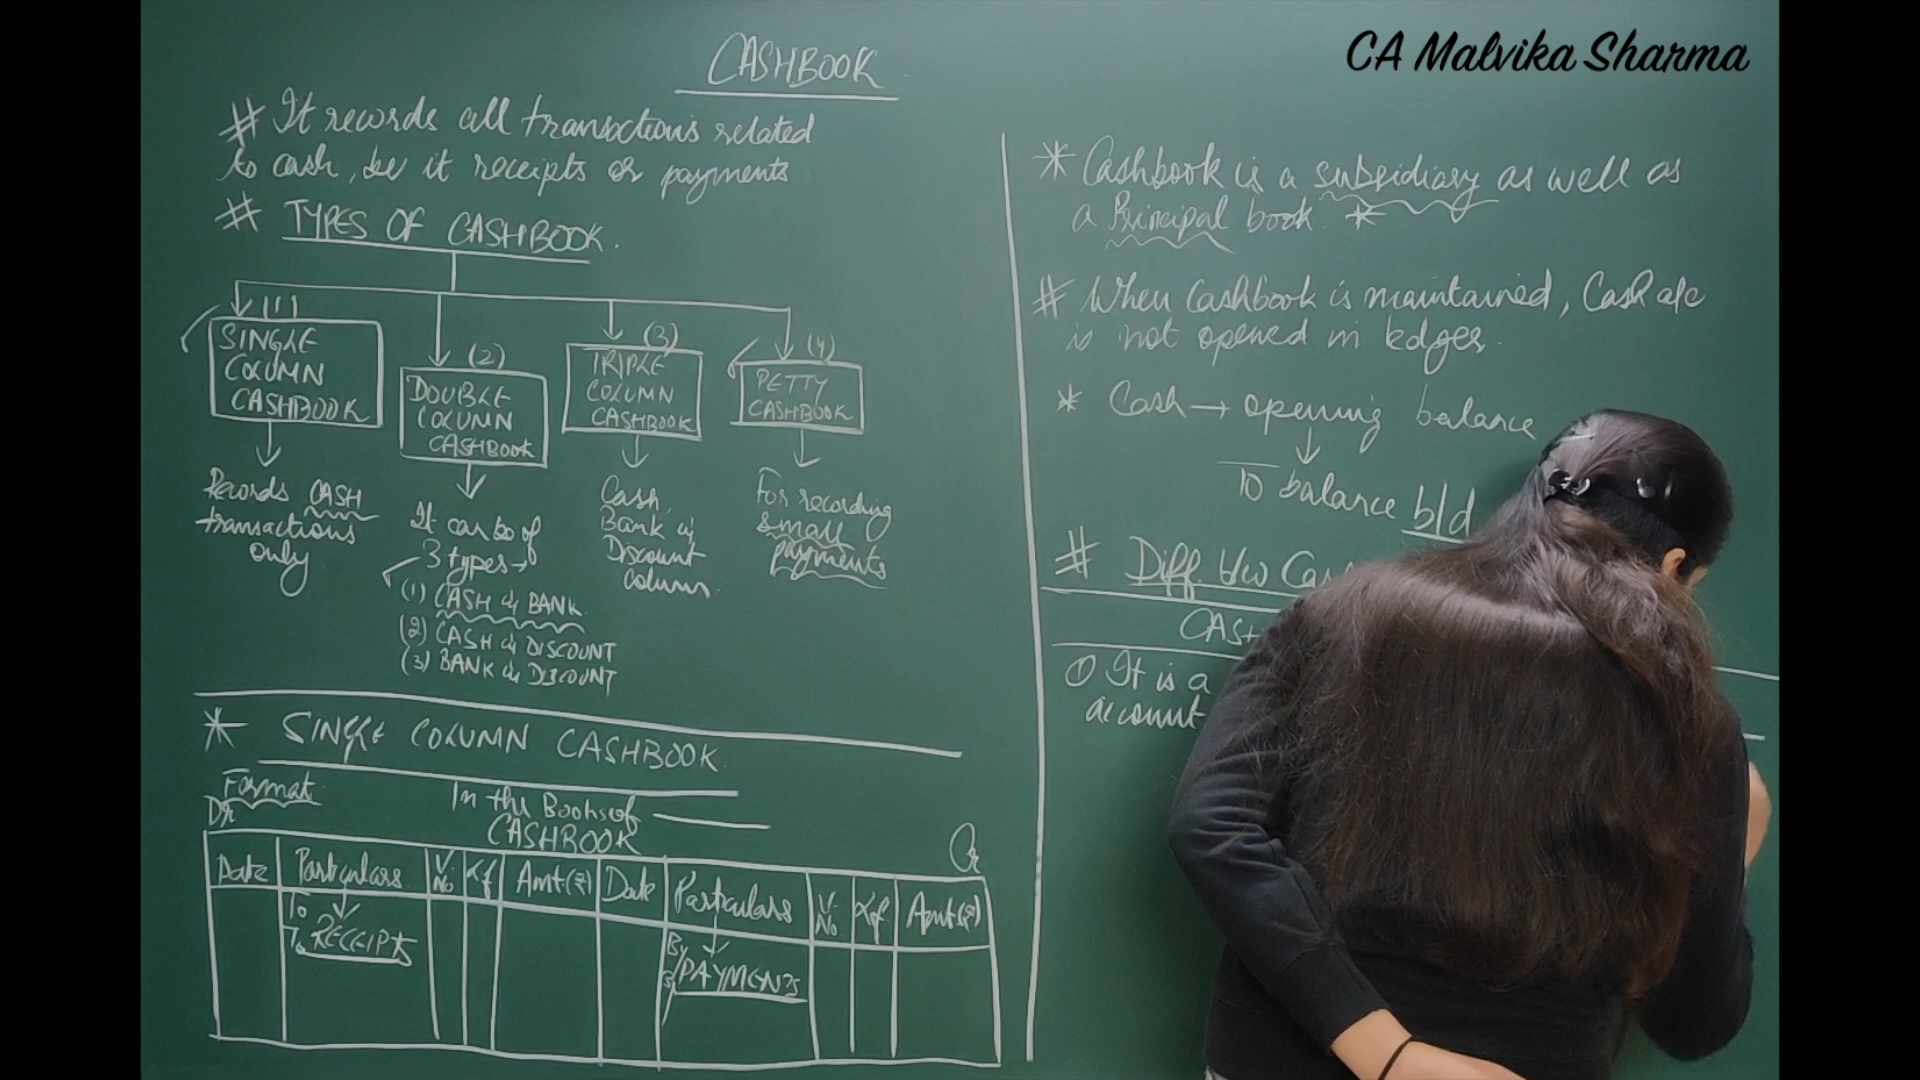 CA Malvika Sharma
CASHBOOK
# It records all transactions related
to cash, be it receipts or payments
# TYPES OF CASHBOOK.
(1)
SINGLE
COLUMN
CASHBOOK
Records CASH
transactions
only
(2)
DOUBLE
COLUMN
CASHBOOK
It can be of
3 types →
(1) CASH & BANK
(2) CASH & DISCOUNT
(3) BANK & DISCOUNT
(3)
TRIPLE
COLUMN
CASHBOOK
Cash,
Bank &
Discount
column.
(4)
PETTY
CASHBOOK
For recording
small
payments
* SINGLE COLUMN CASHBOOK
Format
In the Books of
CASHBOOK
Dr
Cr
Date Particulars V. No Lf Amt(₹) Date Particulars V. No. Lf Amt(₹)
To
To RECEIPTS
By
By PAYMENTS
* Cashbook is a subsidiary as well as
a Principal book. *
# When Cashbook is maintained, Cash a/c
is not opened in ledger.
* Cash → opening balance
To balance b/d
# Diff. b/w Cas
CASH
① It is a
account